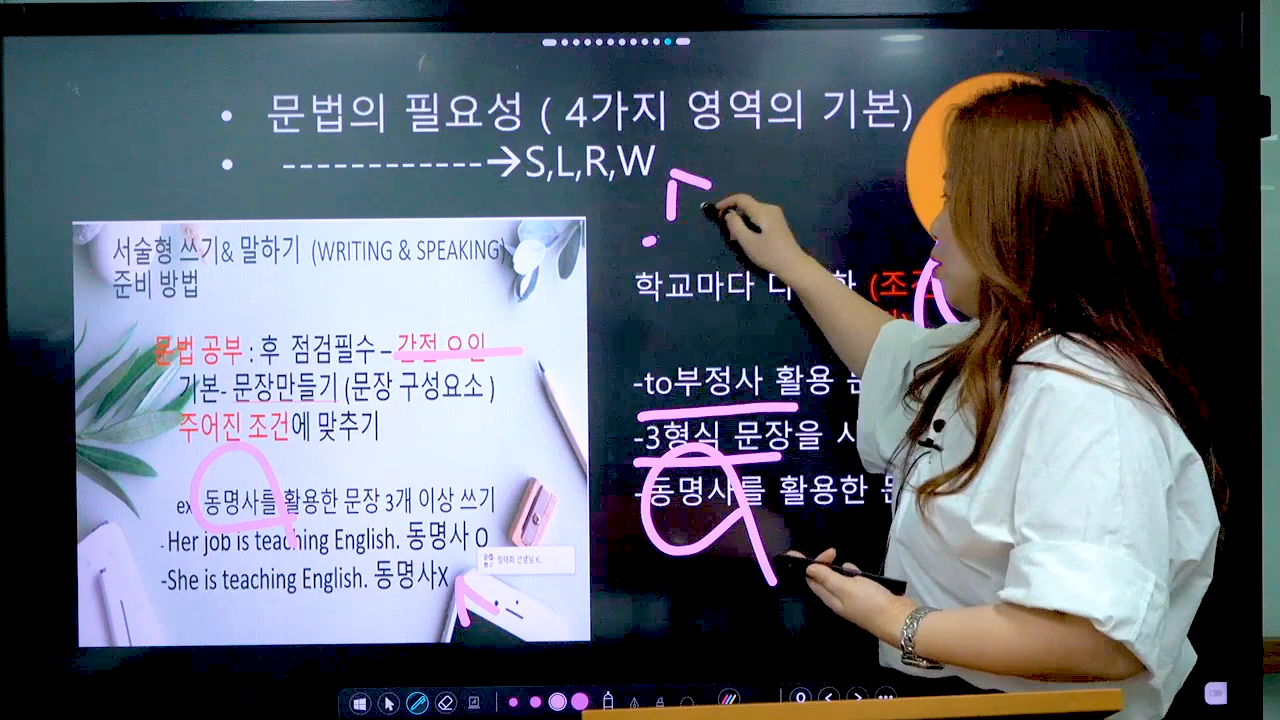 • 문법의 필요성 ( 4가지 영역의 기본)
• ------------→S,L,R,W
서술형 쓰기& 말하기 (WRITING & SPEAKING)
준비 방법
문법 공부 : 후 점검필수 – 감점 요인
기본- 문장만들기 (문장 구성요소 )
주어진 조건에 맞추기
ex 동명사를 활용한 문장 3개 이상 쓰기
- Her job is teaching English. 동명사 O
-She is teaching English. 동명사X
학교마다
-to부정사 활용
-3형식 문장을
-동명사를 활용한